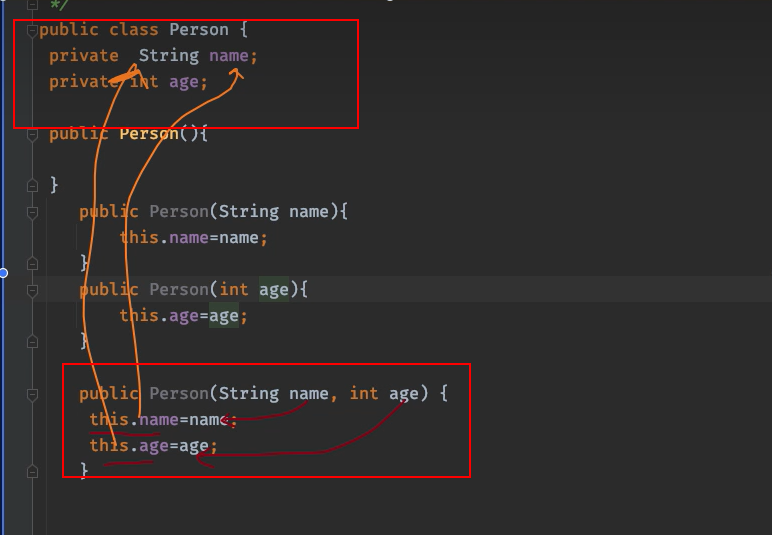 */
public class Person {
private String name;
private int age;
public Person(){
}
public Person(String name){
this.name=name;
}
public Person(int age){
this.age=age;
}
public Person(String name, int age) {
this.name=name;
this.age=age;
}